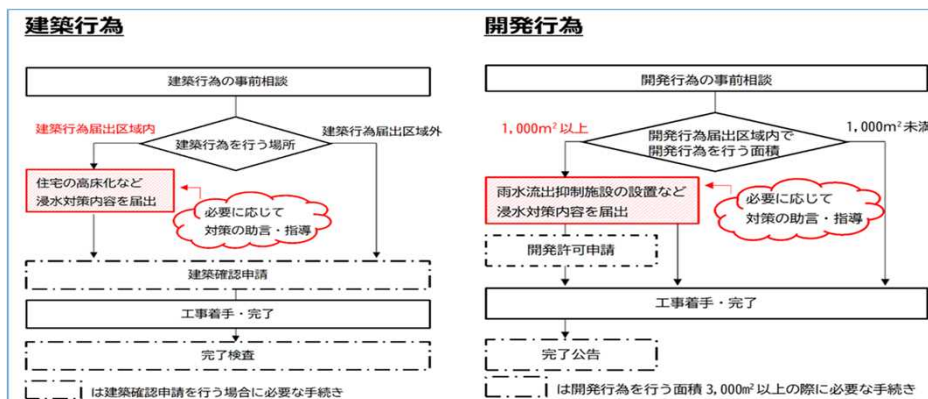 建築行為
建築行為の事前相談
建築行為届出区域内
建築行為届出区域外
建築行為を行う場所
住宅の高床化など
浸水対策内容を届出
必要に応じて
対策の助言・指導
建築確認申請
工事着手・完了
完了検査
は建築確認申請を行う場合に必要な手続き
開発行為
開発行為の事前相談
1,000m²以上
1,000m²未満
開発行為届出区域内で
開発行為を行う面積
雨水流出抑制施設の設置など
浸水対策内容を届出
必要に応じて
対策の助言・指導
開発許可申請
工事着手・完了
完了公告
は開発行為を行う面積 3,000m²以上の際に必要な手続き